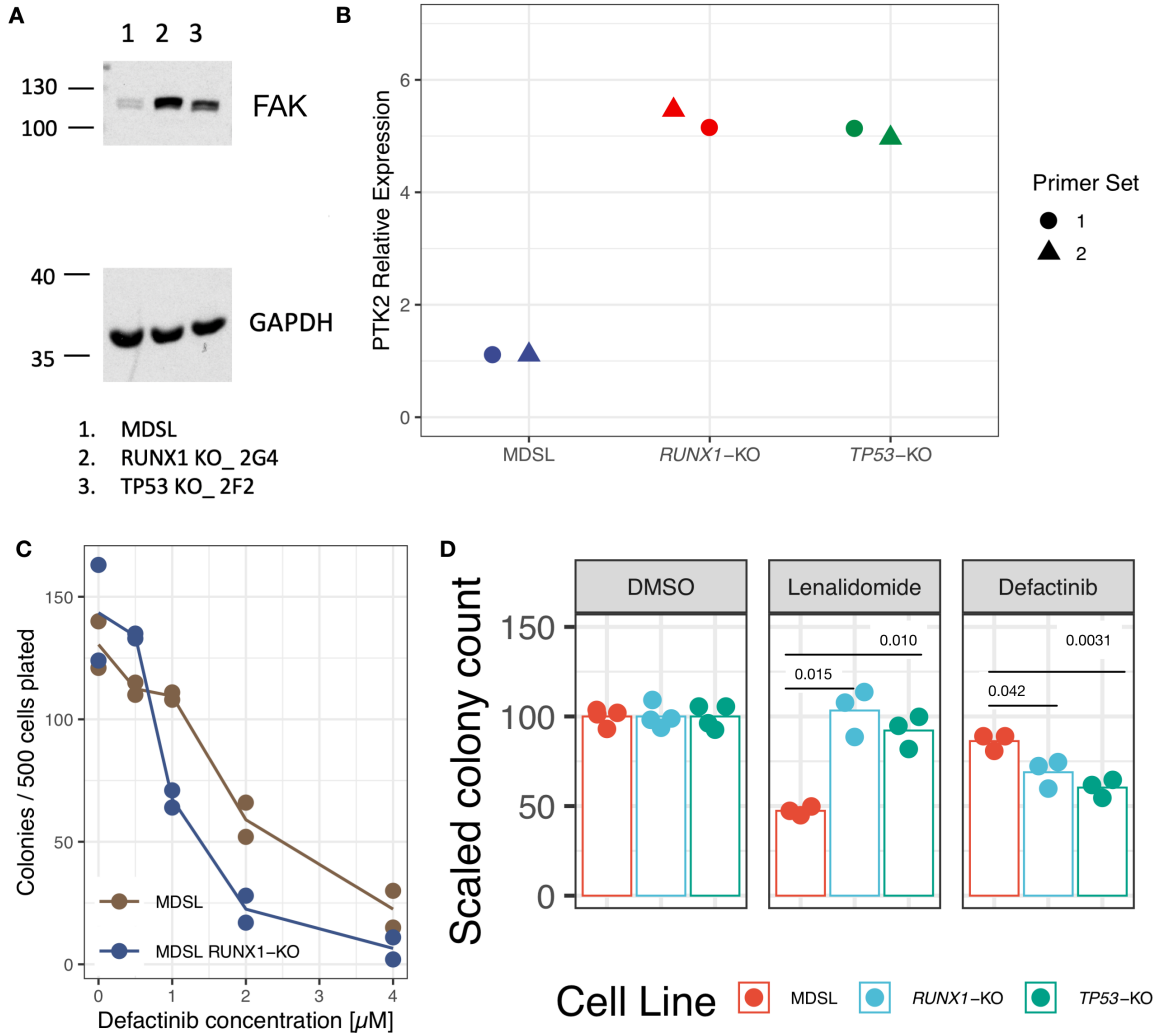 A
1 2 3
130
FAK
100
40
GAPDH
35
1. MDSL
2. RUNX1 KO_ 2G4
3. TP53 KO_ 2F2
B
PTK2 Relative Expression
6
4
2
0
MDSL
RUNX1−KO
TP53−KO
Primer Set
1
2
C
Colonies / 500 cells plated
150
100
50
0
MDSL
MDSL RUNX1−KO
0 1 2 3 4
Defactinib concentration [µM]
D
Scaled colony count
DMSO
Lenalidomide
Defactinib
150
100
50
0
0.010
0.015
0.0031
0.042
Cell Line
MDSL
RUNX1−KO
TP53−KO